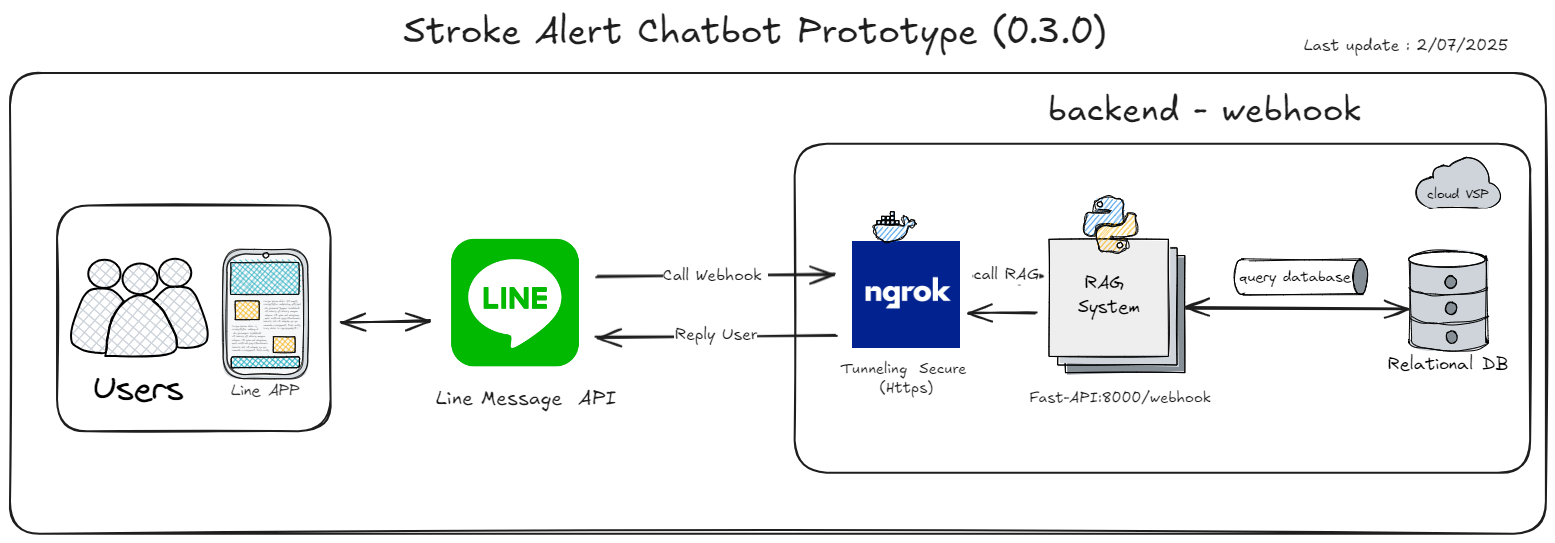 Stroke Alert Chatbot Prototype (0.3.0)
Last update : 2/07/2025
backend - webhook
cloud VSP
LINE
Call Webhook
Reply User
ngrok
call RAG
RAG
System
query database
Users
Line APP
Line Message API
Tunneling Secure
(Https)
Fast-API:8000/webhook
Relational DB